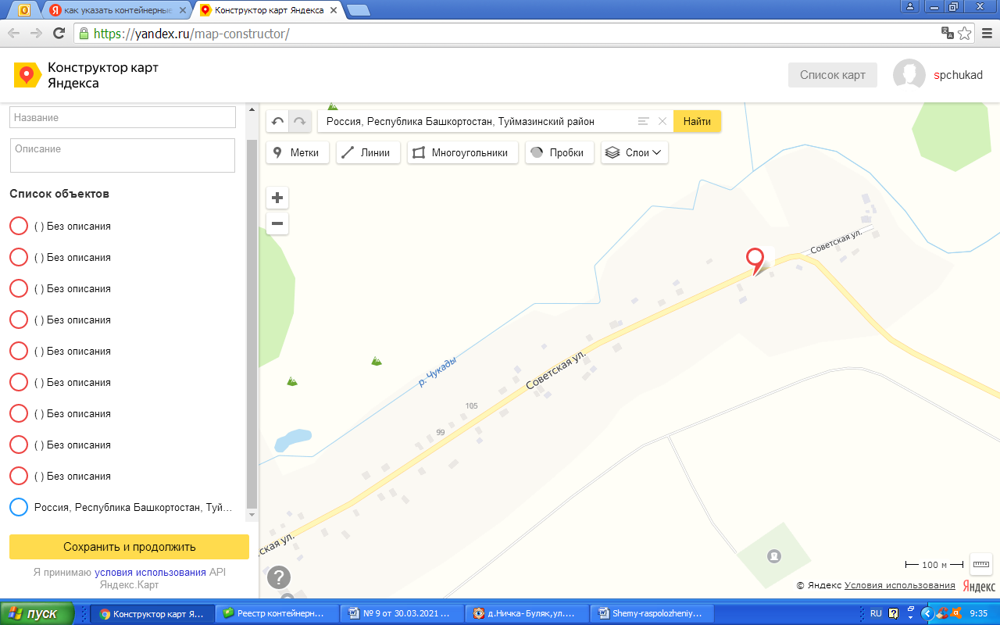 как указать контейнерные
Конструктор карт Яндекса
https://yandex.ru/map-constructor/
Конструктор карт
Яндекса
Список карт
spchukad
Название
Описание
Список объектов
( ) Без описания
( ) Без описания
( ) Без описания
( ) Без описания
( ) Без описания
( ) Без описания
( ) Без описания
( ) Без описания
( ) Без описания
Россия, Республика Башкортостан, Туй...
Сохранить и продолжить
Я принимаю условия использования API
Яндекс.Карт
Россия, Республика Башкортостан, Туймазинский район
Найти
Метки
Линии
Многоугольники
Пробки
Слои
Советская ул.
р. Чукады
Советская ул.
105
99
ская ул.
100 м
© Яндекс Условия использования
Яндекс
?
пуск
Конструктор карт Я...
Реестр контейнерн...
№ 9 от 30.03.2021 ...
д.Ничка- Буляк,ул....
Shemy-raspolozheniy...
RU
9:35